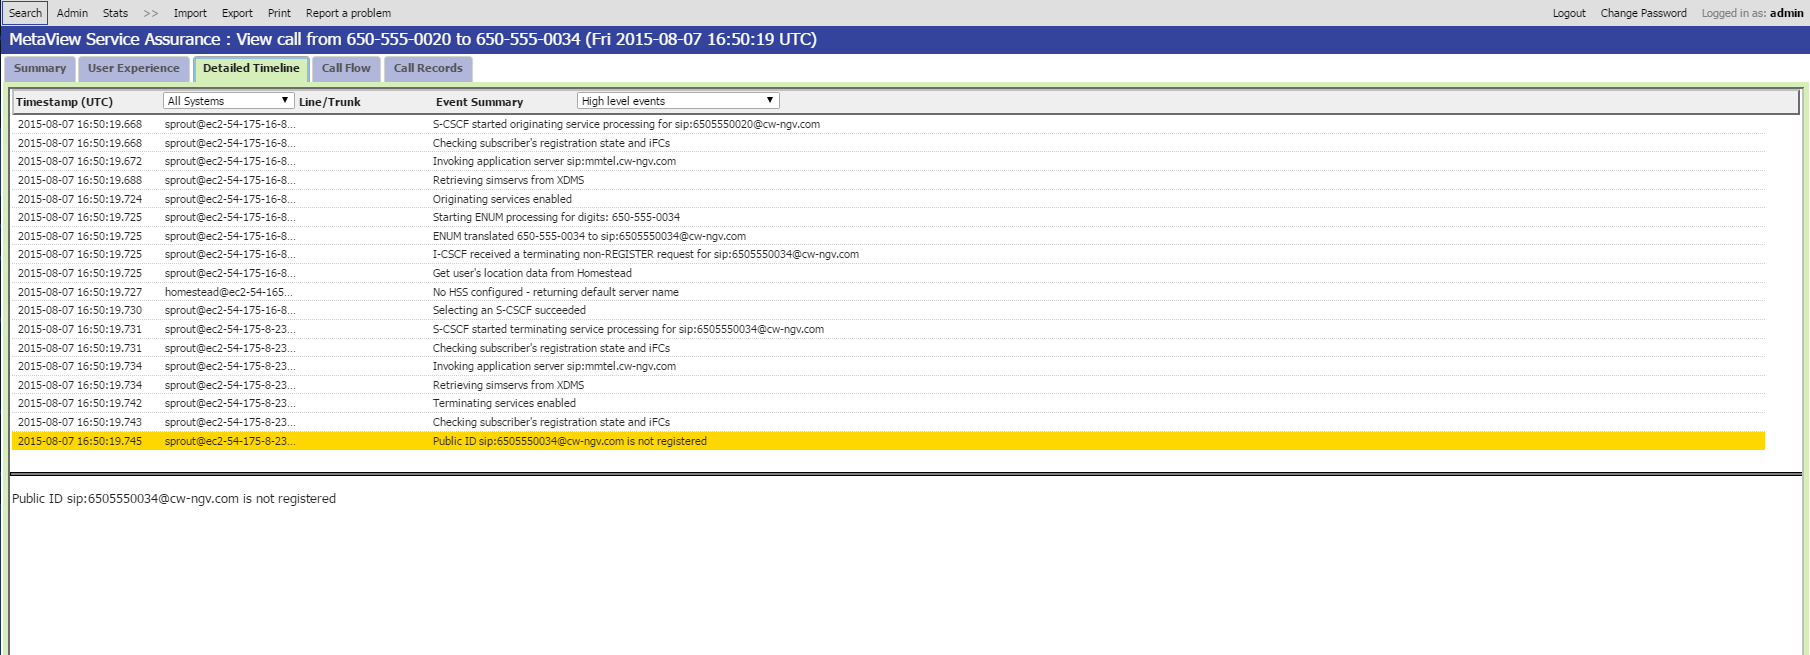 Search Admin Stats >> Import Export Print Report a problem Logout Change Password Logged in as: admin
MetaView Service Assurance : View call from 650-555-0020 to 650-555-0034 (Fri 2015-08-07 16:50:19 UTC)
Summary User Experience Detailed Timeline Call Flow Call Records
Timestamp (UTC) All Systems Line/Trunk Event Summary High level events
2015-08-07 16:50:19.668 sprout@ec2-54-175-16-8... S-CSCF started originating service processing for sip:6505550020@cw-ngv.com
2015-08-07 16:50:19.668 sprout@ec2-54-175-16-8... Checking subscriber's registration state and iFCs
2015-08-07 16:50:19.672 sprout@ec2-54-175-16-8... Invoking application server sip:mmtel.cw-ngv.com
2015-08-07 16:50:19.688 sprout@ec2-54-175-16-8... Retrieving simservs from XDMS
2015-08-07 16:50:19.724 sprout@ec2-54-175-16-8... Originating services enabled
2015-08-07 16:50:19.725 sprout@ec2-54-175-16-8... Starting ENUM processing for digits: 650-555-0034
2015-08-07 16:50:19.725 sprout@ec2-54-175-16-8... ENUM translated 650-555-0034 to sip:6505550034@cw-ngv.com
2015-08-07 16:50:19.725 sprout@ec2-54-175-16-8... I-CSCF received a terminating non-REGISTER request for sip:6505550034@cw-ngv.com
2015-08-07 16:50:19.725 sprout@ec2-54-175-16-8... Get user's location data from Homestead
2015-08-07 16:50:19.727 homestead@ec2-54-165... No HSS configured - returning default server name
2015-08-07 16:50:19.730 sprout@ec2-54-175-16-8... Selecting an S-CSCF succeeded
2015-08-07 16:50:19.731 sprout@ec2-54-175-8-23... S-CSCF started terminating service processing for sip:6505550034@cw-ngv.com
2015-08-07 16:50:19.731 sprout@ec2-54-175-8-23... Checking subscriber's registration state and iFCs
2015-08-07 16:50:19.734 sprout@ec2-54-175-8-23... Invoking application server sip:mmtel.cw-ngv.com
2015-08-07 16:50:19.734 sprout@ec2-54-175-8-23... Retrieving simservs from XDMS
2015-08-07 16:50:19.742 sprout@ec2-54-175-8-23... Terminating services enabled
2015-08-07 16:50:19.743 sprout@ec2-54-175-8-23... Checking subscriber's registration state and iFCs
2015-08-07 16:50:19.745 sprout@ec2-54-175-8-23... Public ID sip:6505550034@cw-ngv.com is not registered
Public ID sip:6505550034@cw-ngv.com is not registered